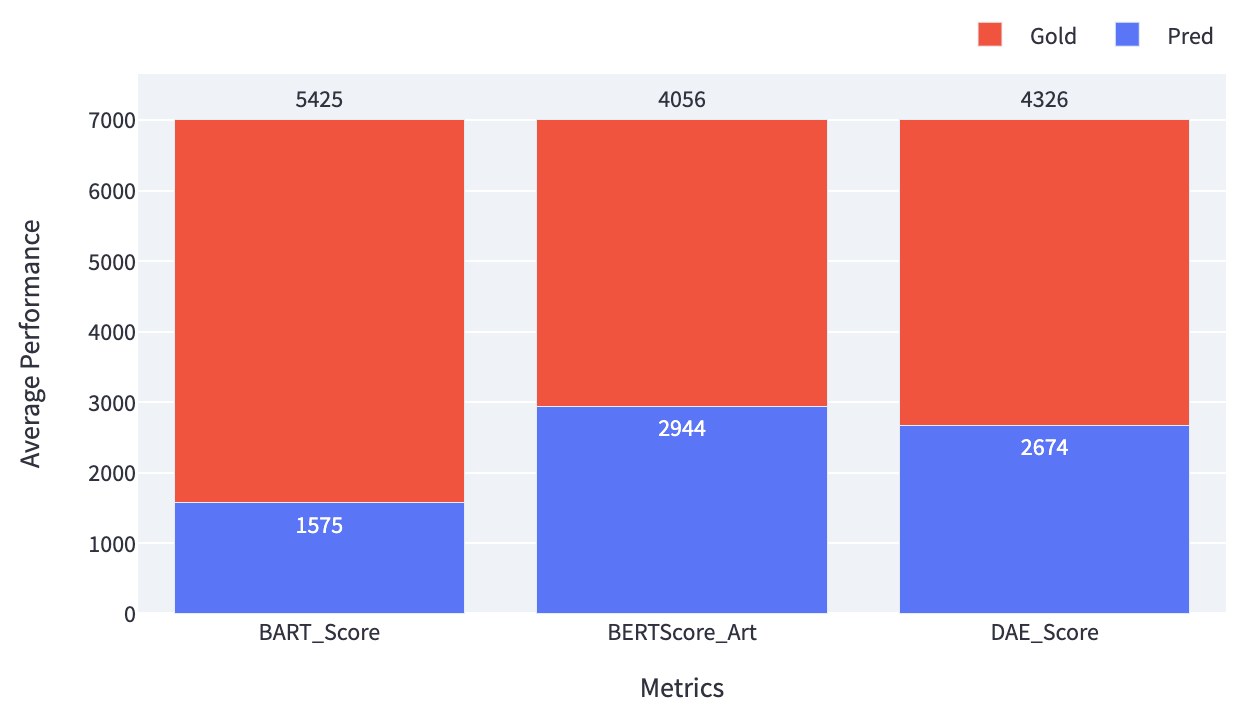 Gold
Pred
5425
4056
4326
7000
6000
5000
4000
3000
2000
1000
0
2944
2674
1575
BART_Score
BERTScore_Art
DAE_Score
Average Performance
Metrics